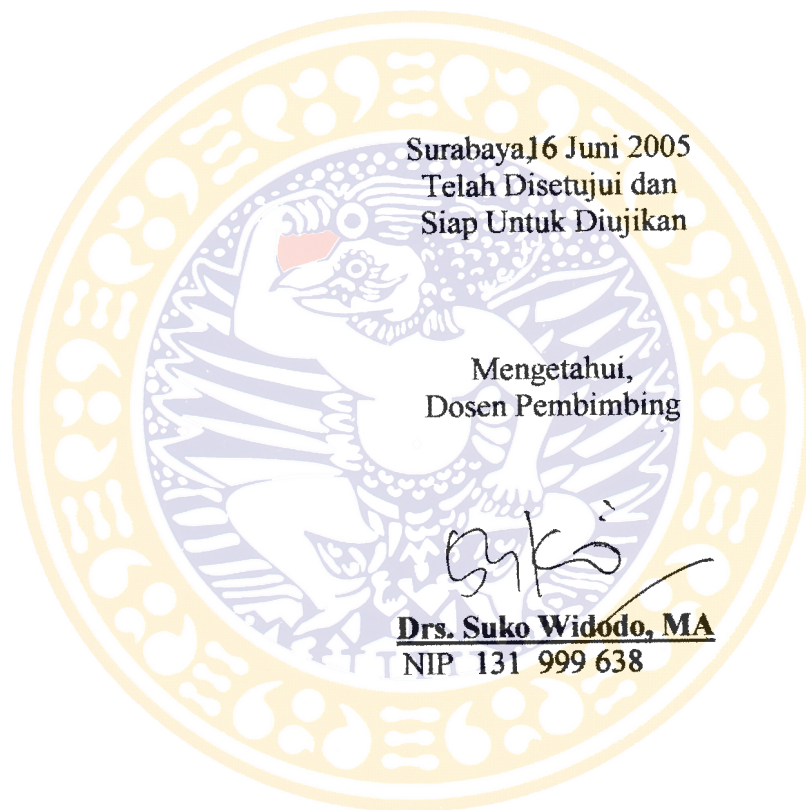 Surabaya,16 Juni 2005
Telah Disetujui dan
Siap Untuk Diujikan
Mengetahui,
Dosen Pembimbing
Drs. Suko Widodo, MA
NIP 131 999 638